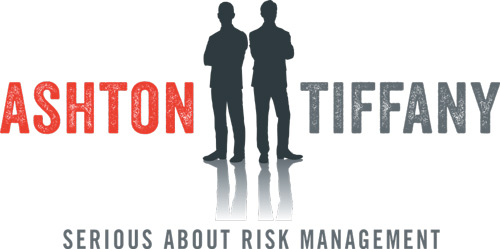 ASHTON TIFFANY
SERIOUS ABOUT RISK MANAGEMENT